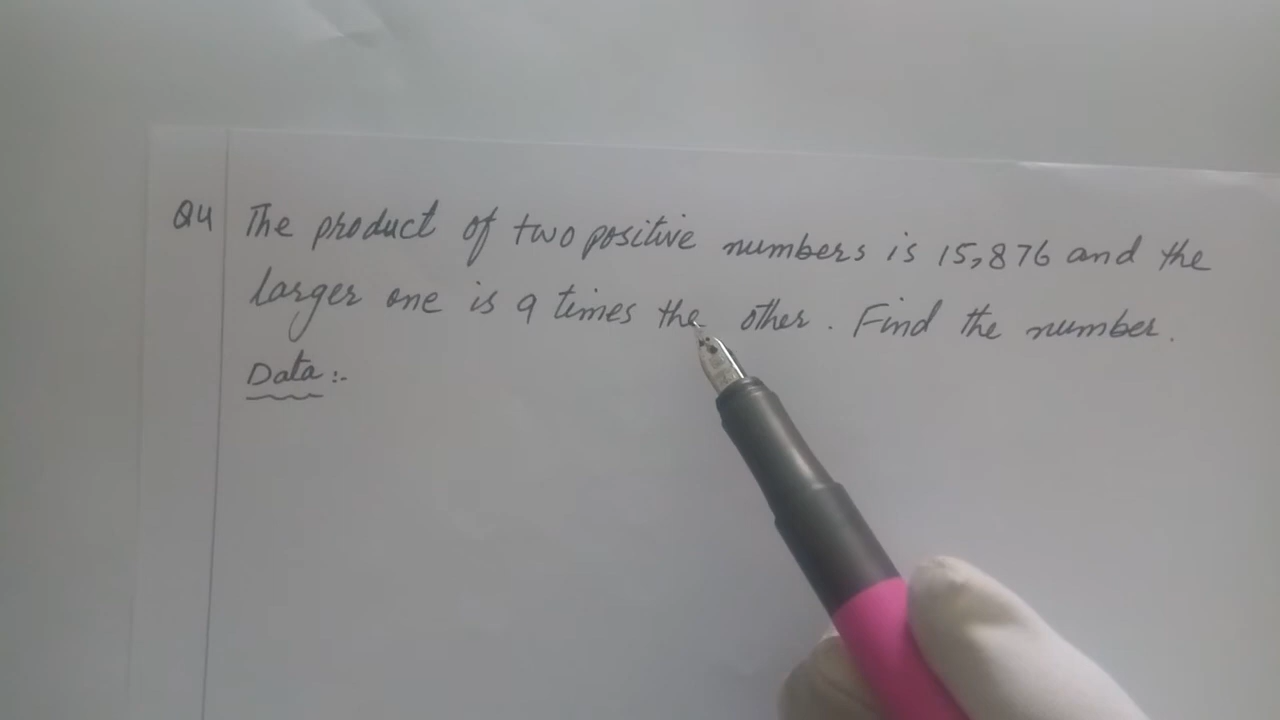 Q4 The product of two positive numbers is 15,876 and the
larger one is 9 times the other. Find the number.
Data:-